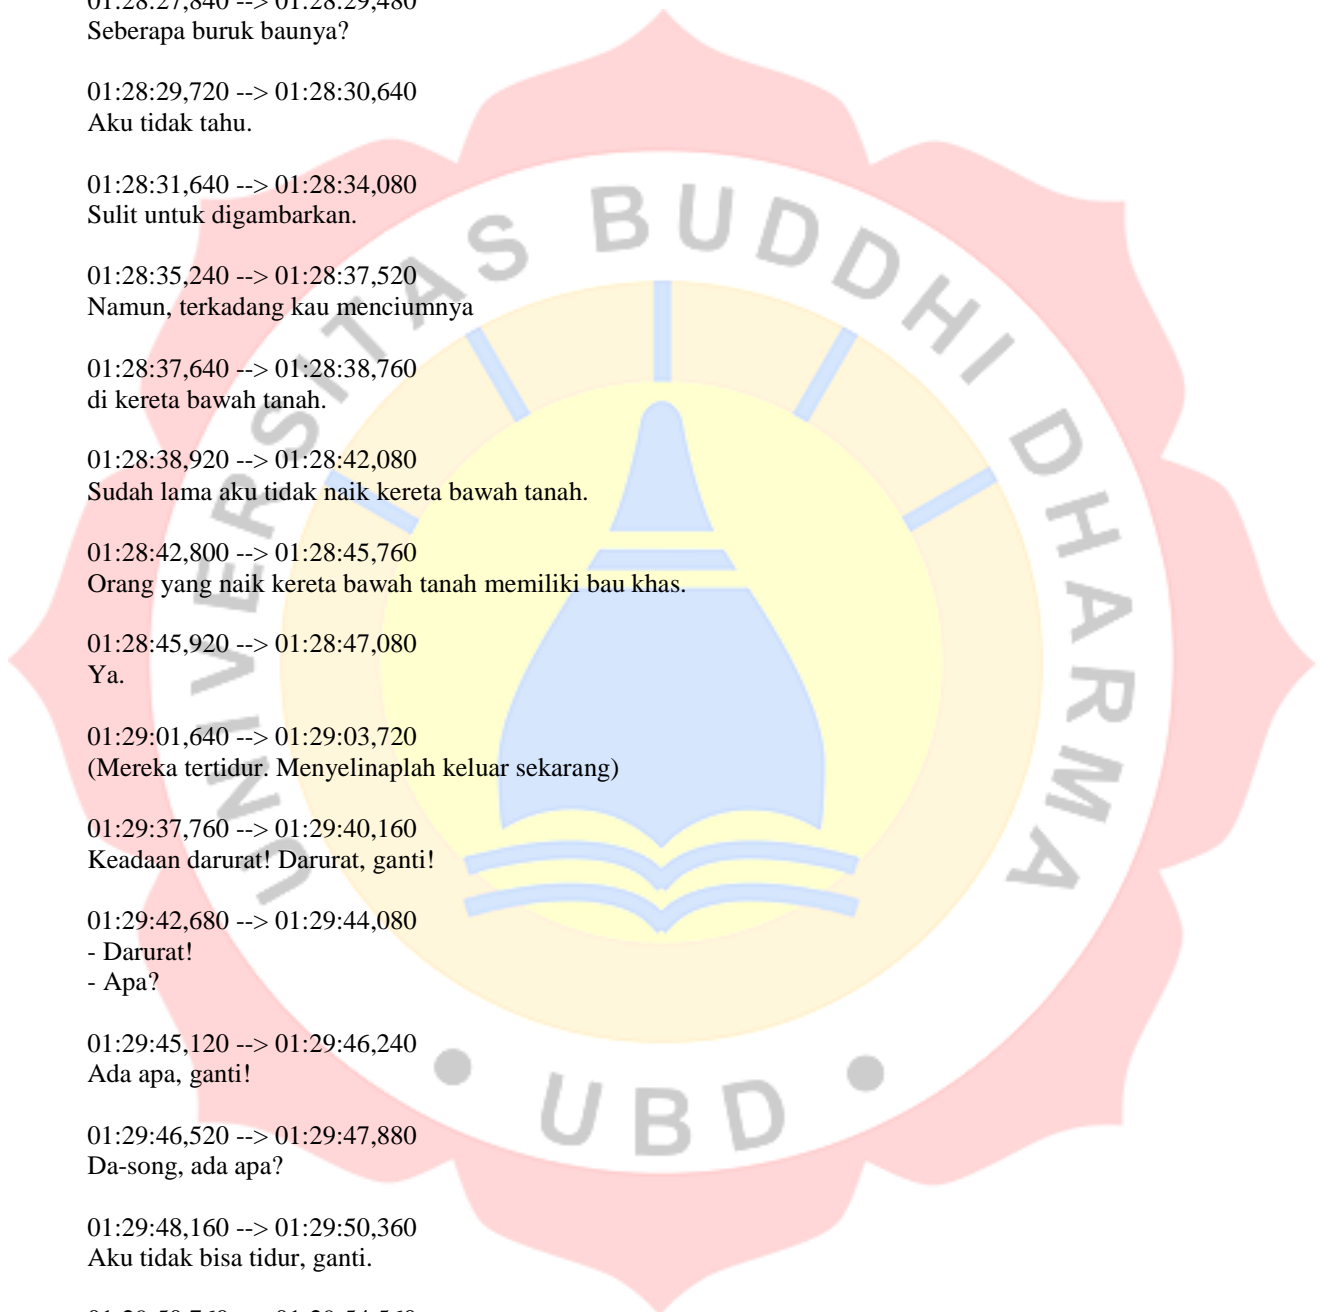 01:28:27,840 --> 01:28:29,480
Seberapa buruk baunya?
01:28:29,720 --> 01:28:30,640
Aku tidak tahu.
01:28:31,640 --> 01:28:34,080
Sulit untuk digambarkan.
01:28:35,240 --> 01:28:37,520
Namun, terkadang kau menciumnya
01:28:37,640 --> 01:28:38,760
di kereta bawah tanah.
01:28:38,920 --> 01:28:42,080
Sudah lama aku tidak naik kereta bawah tanah.
01:28:42,800 --> 01:28:45,760
Orang yang naik kereta bawah tanah memiliki bau khas.
01:28:45,920 --> 01:28:47,080
Ya.
01:29:01,640 --> 01:29:03,720
(Mereka tertidur. Menyelinaplah keluar sekarang)
01:29:37,760 --> 01:29:40,160
Keadaan darurat! Darurat, ganti!
01:29:42,680 --> 01:29:44,080
- Darurat!
- Apa?
01:29:45,120 --> 01:29:46,240
Ada apa, ganti!
01:29:46,520 --> 01:29:47,880
Da-song, ada apa?
01:29:48,160 --> 01:29:50,360
Aku tidak bisa tidur, ganti.
UNIVERSITAS BUDDHI DHARMA
• UBD •